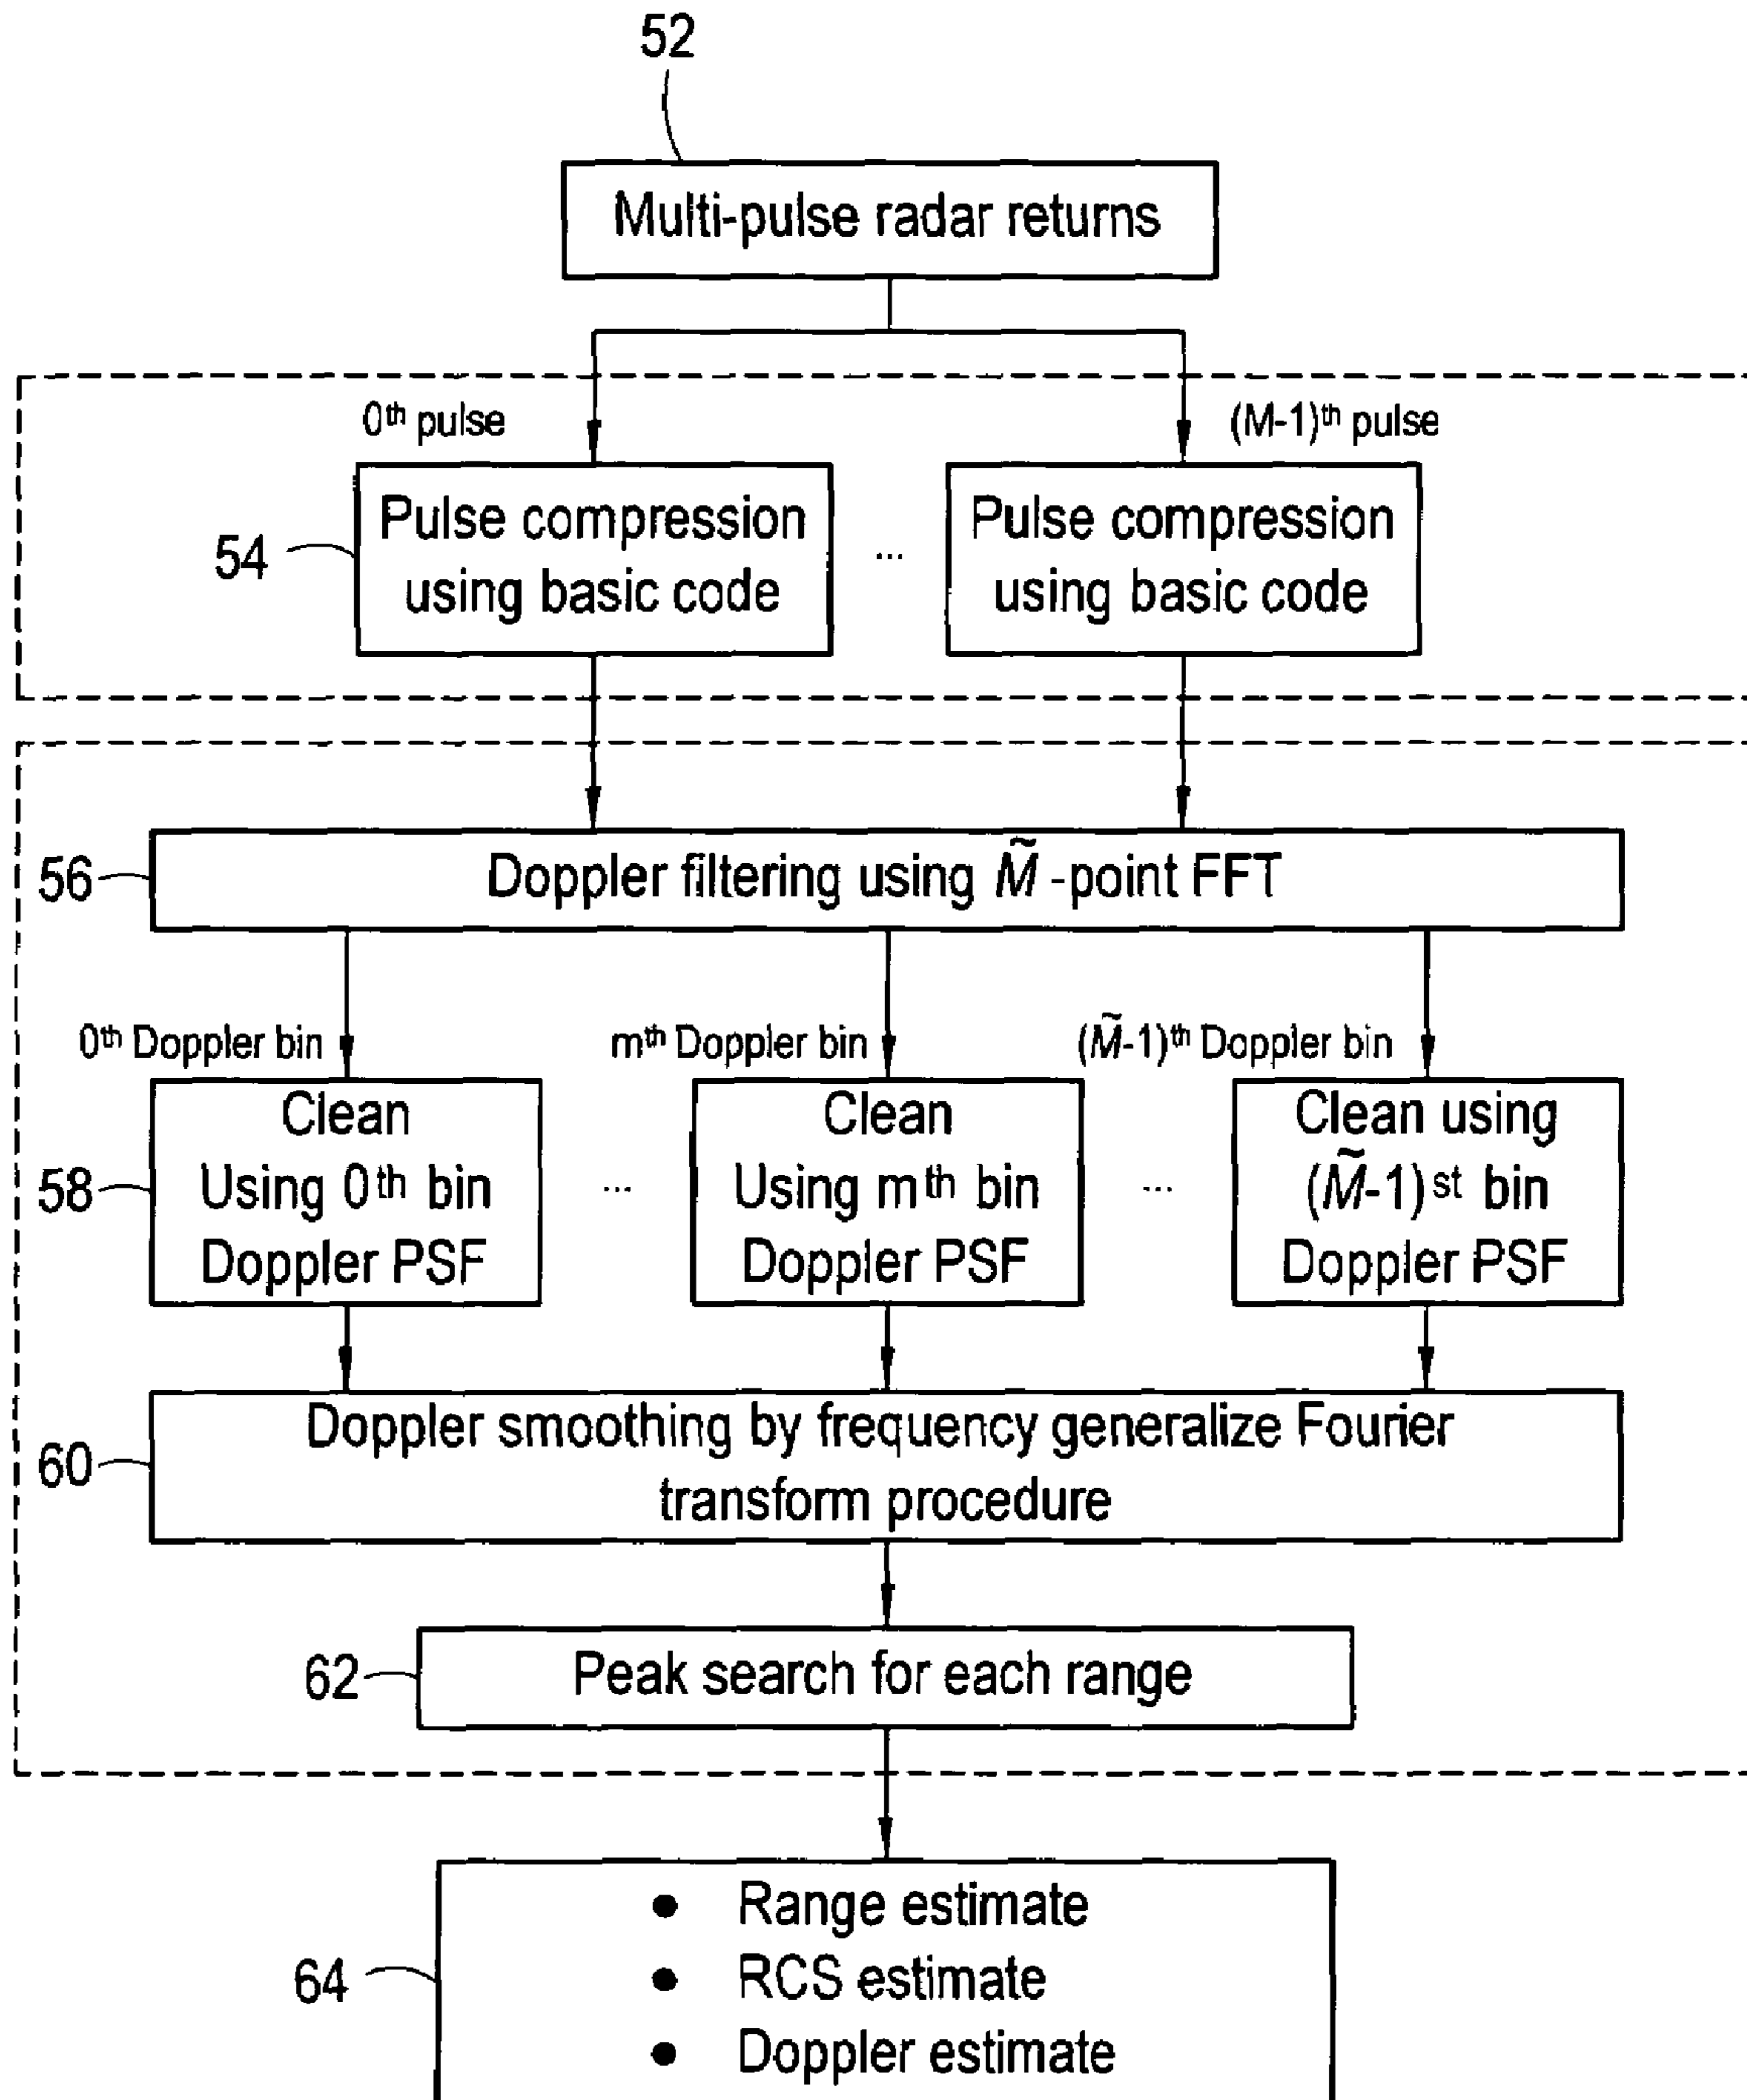 52
Multi-pulse radar returns
0th pulse
(M-1)th pulse
54
Pulse compression
using basic code
...
Pulse compression
using basic code
56
Doppler filtering using M̃ -point FFT
0th Doppler bin
mth Doppler bin
(M̃-1)th Doppler bin
58
Clean
Using 0th bin
Doppler PSF
...
Clean
Using mth bin
Doppler PSF
...
Clean using
(M̃-1)st bin
Doppler PSF
60
Doppler smoothing by frequency generalize Fourier
transform procedure
62
Peak search for each range
64
• Range estimate
• RCS estimate
• Doppler estimate